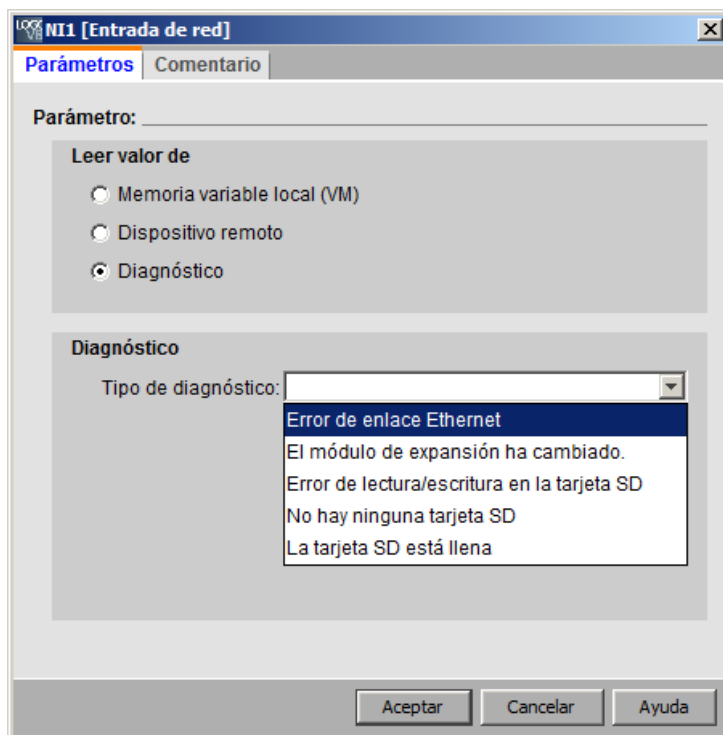 NI1 [Entrada de red]
Parámetros Comentario
Parámetro:
Leer valor de
Memoria variable local (VM)
Dispositivo remoto
Diagnóstico
Diagnóstico
Tipo de diagnóstico:
Error de enlace Ethernet
El módulo de expansión ha cambiado.
Error de lectura/escritura en la tarjeta SD
No hay ninguna tarjeta SD
La tarjeta SD está llena
Aceptar Cancelar Ayuda